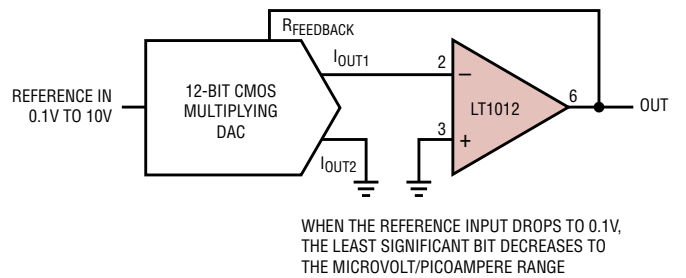 RFEEDBACK
IOUT1
REFERENCE IN
0.1V TO 10V
12-BIT CMOS
MULTIPLYING
DAC
2
−
LT1012
6
OUT
3
+
IOUT2
WHEN THE REFERENCE INPUT DROPS TO 0.1V,
THE LEAST SIGNIFICANT BIT DECREASES TO
THE MICROVOLT/PICOAMPERE RANGE